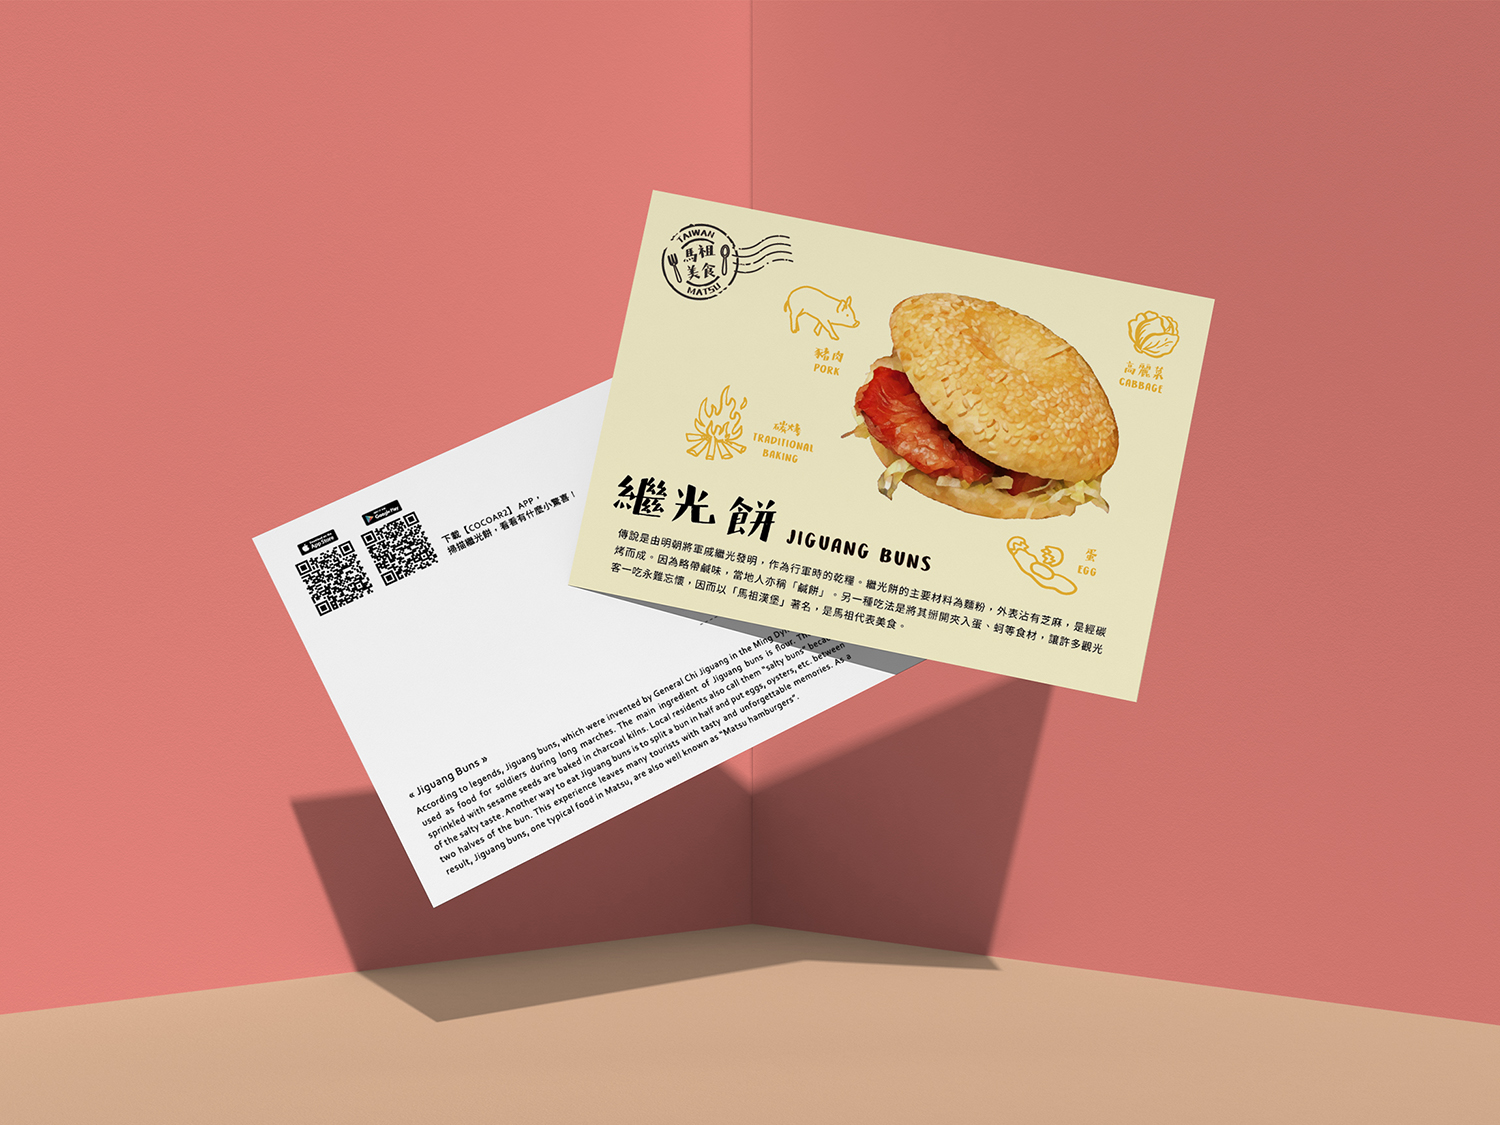 TAIWAN
馬祖
美食
MATSU
豬肉
PORK
高麗菜
CABBAGE
碳烤
TRADITIONAL
BAKING
繼光餅 JIGUANG BUNS
蛋
EGG
傳說是由明朝將軍戚繼光發明，作為行軍時的乾糧。繼光餅的主要材料為麵粉，外表沾有芝麻，是經碳
烤而成。因為略帶鹹味，當地人亦稱「鹹餅」。另一種吃法是將其掰開夾入蛋、蚵等食材，讓許多觀光
客一吃永難忘懷，因而以「馬祖漢堡」著名，是馬祖代表美食。
App Store
Google Play
下載【COCOAR2】APP，
掃描繼光餅，看看有什麼小驚喜！
« Jiguang Buns »
According to legends, Jiguang buns, which were invented by General Chi Jiguang in the Ming
used as food for soldiers during long marches. The main ingredient of Jiguang buns is flour.
sprinkled with sesame seeds are baked in charcoal kilns. Local residents also call them "salty buns"
of the salty taste. Another way to eat Jiguang buns is to split a bun in half and put eggs, oysters, etc. between
two halves of the bun. This experience leaves many tourists with tasty and unforgettable memories. As a
result, Jiguang buns, one typical food in Matsu, are also well known as "Matsu hamburgers".